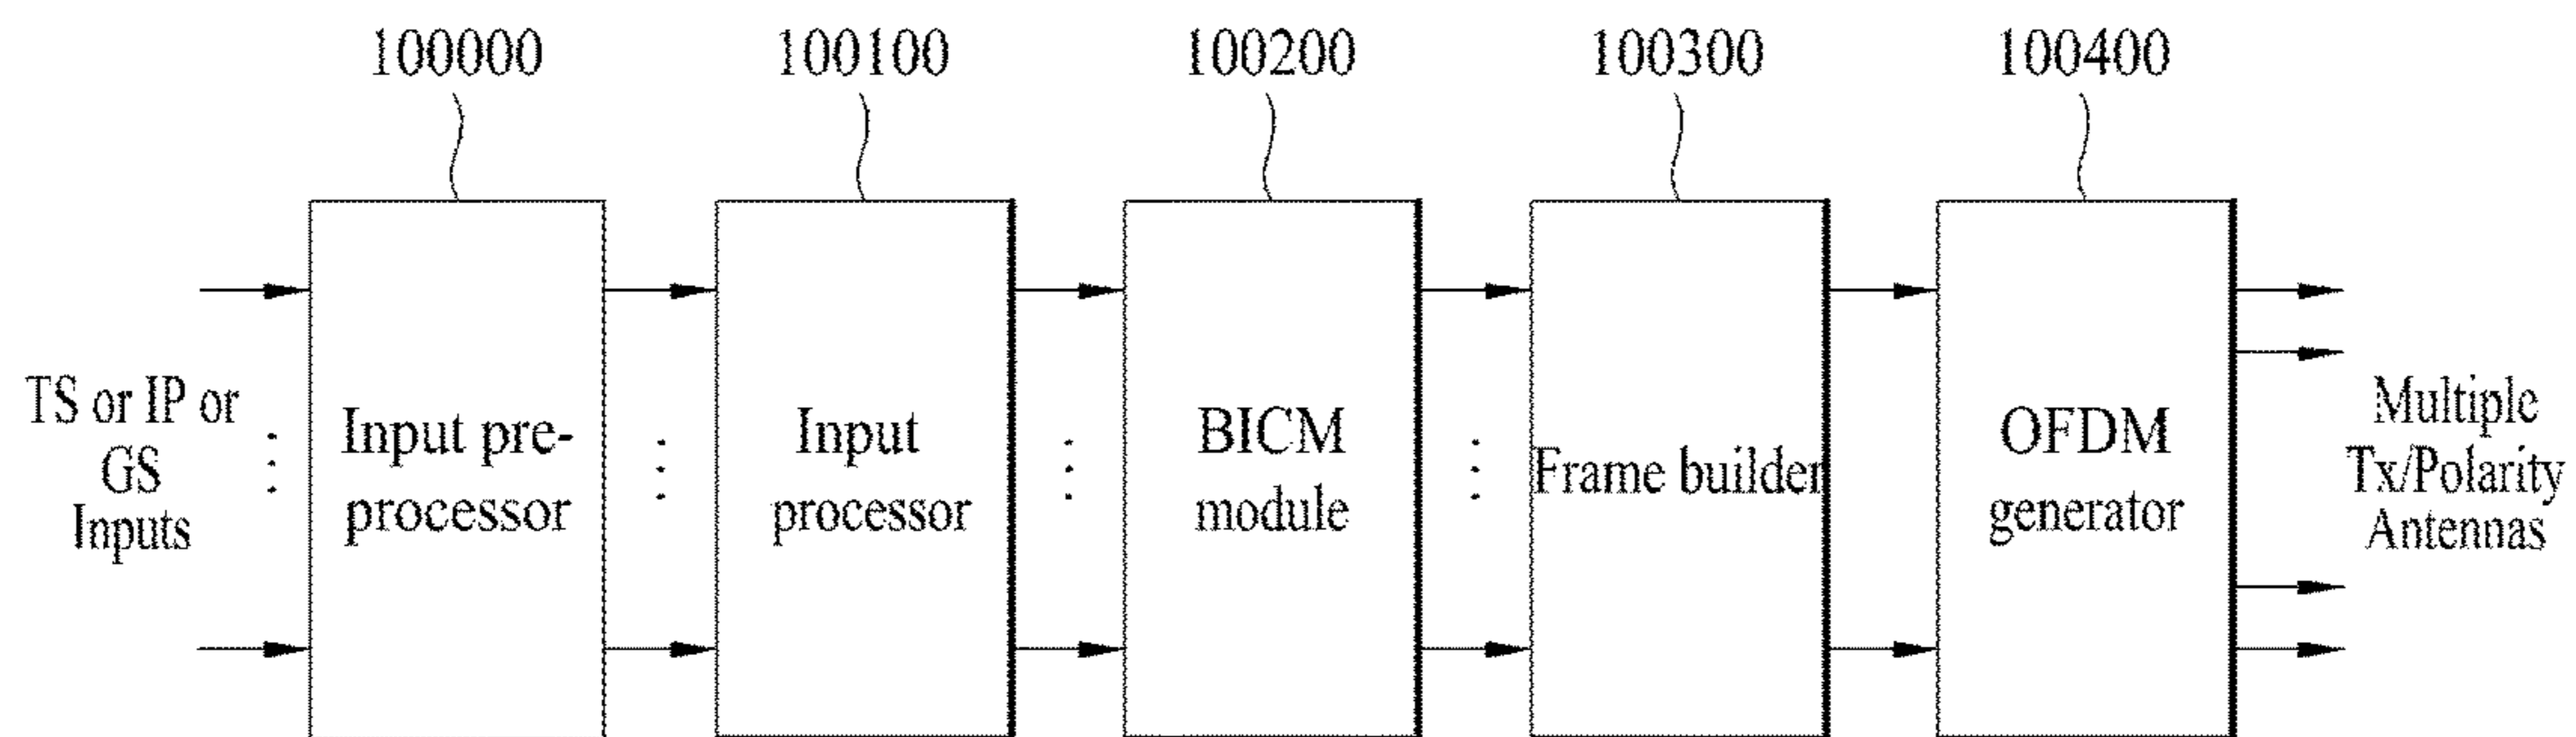 100000
100100
100200
100300
100400
TS or IP or
GS
Inputs
Input pre-
processor
Input
processor
BICM
module
Frame builder
OFDM
generator
Multiple
Tx/Polarity
Antennas